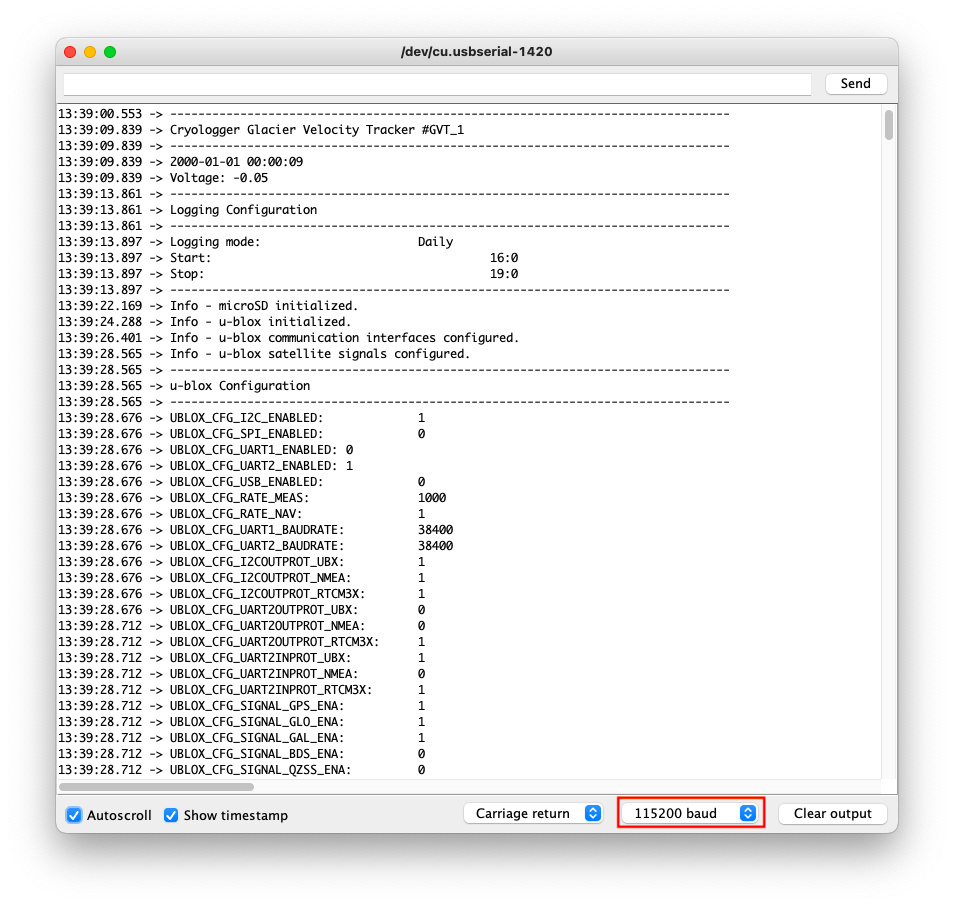 /dev/cu.usbserial-1420
Send
13:39:00.553 -> --------------------------------------------------------------------------------
13:39:09.839 -> Cryologger Glacier Velocity Tracker #GVT_1
13:39:09.839 -> --------------------------------------------------------------------------------
13:39:09.839 -> 2000-01-01 00:00:09
13:39:09.839 -> Voltage: -0.05
13:39:13.861 -> --------------------------------------------------------------------------------
13:39:13.861 -> Logging Configuration
13:39:13.861 -> --------------------------------------------------------------------------------
13:39:13.897 -> Logging mode: Daily
13:39:13.897 -> Start: 16:0
13:39:13.897 -> Stop: 19:0
13:39:13.897 -> --------------------------------------------------------------------------------
13:39:22.169 -> Info - microSD initialized.
13:39:24.288 -> Info - u-blox initialized.
13:39:26.401 -> Info - u-blox communication interfaces configured.
13:39:28.565 -> Info - u-blox satellite signals configured.
13:39:28.565 -> --------------------------------------------------------------------------------
13:39:28.565 -> u-blox Configuration
13:39:28.565 -> --------------------------------------------------------------------------------
13:39:28.676 -> UBLOX_CFG_I2C_ENABLED: 1
13:39:28.676 -> UBLOX_CFG_SPI_ENABLED: 0
13:39:28.676 -> UBLOX_CFG_UART1_ENABLED: 0
13:39:28.676 -> UBLOX_CFG_UART2_ENABLED: 1
13:39:28.676 -> UBLOX_CFG_USB_ENABLED: 0
13:39:28.676 -> UBLOX_CFG_RATE_MEAS: 1000
13:39:28.676 -> UBLOX_CFG_RATE_NAV: 1
13:39:28.676 -> UBLOX_CFG_UART1_BAUDRATE: 38400
13:39:28.676 -> UBLOX_CFG_UART2_BAUDRATE: 38400
13:39:28.676 -> UBLOX_CFG_I2COUTPROT_UBX: 1
13:39:28.676 -> UBLOX_CFG_I2COUTPROT_NMEA: 1
13:39:28.676 -> UBLOX_CFG_I2COUTPROT_RTCM3X: 1
13:39:28.676 -> UBLOX_CFG_UART2OUTPROT_UBX: 0
13:39:28.712 -> UBLOX_CFG_UART2OUTPROT_NMEA: 0
13:39:28.712 -> UBLOX_CFG_UART2OUTPROT_RTCM3X: 1
13:39:28.712 -> UBLOX_CFG_UART2INPROT_UBX: 1
13:39:28.712 -> UBLOX_CFG_UART2INPROT_NMEA: 0
13:39:28.712 -> UBLOX_CFG_UART2INPROT_RTCM3X: 1
13:39:28.712 -> UBLOX_CFG_SIGNAL_GPS_ENA: 1
13:39:28.712 -> UBLOX_CFG_SIGNAL_GLO_ENA: 1
13:39:28.712 -> UBLOX_CFG_SIGNAL_GAL_ENA: 1
13:39:28.712 -> UBLOX_CFG_SIGNAL_BDS_ENA: 0
13:39:28.712 -> UBLOX_CFG_SIGNAL_QZSS_ENA: 0
Autoscroll Show timestamp Carriage return 115200 baud Clear output